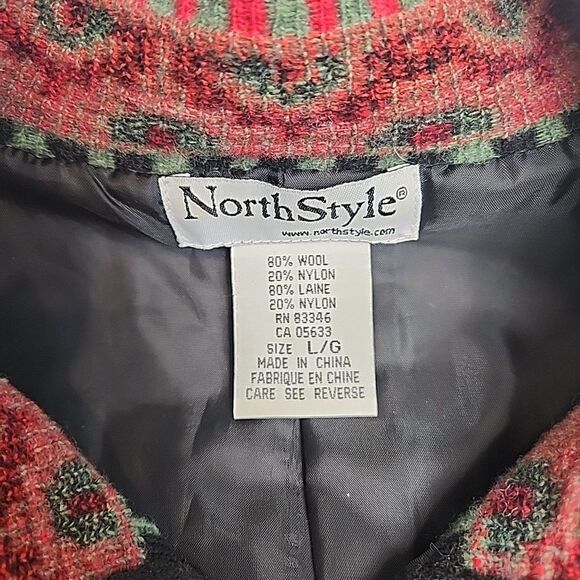 NorthStyle®
www.northstyle.com
80% WOOL
20% NYLON
80% LAINE
20% NYLON
RN 83346
CA 05633
SIZE L/G
MADE IN CHINA
FABRIQUE EN CHINE
CARE SEE REVERSE